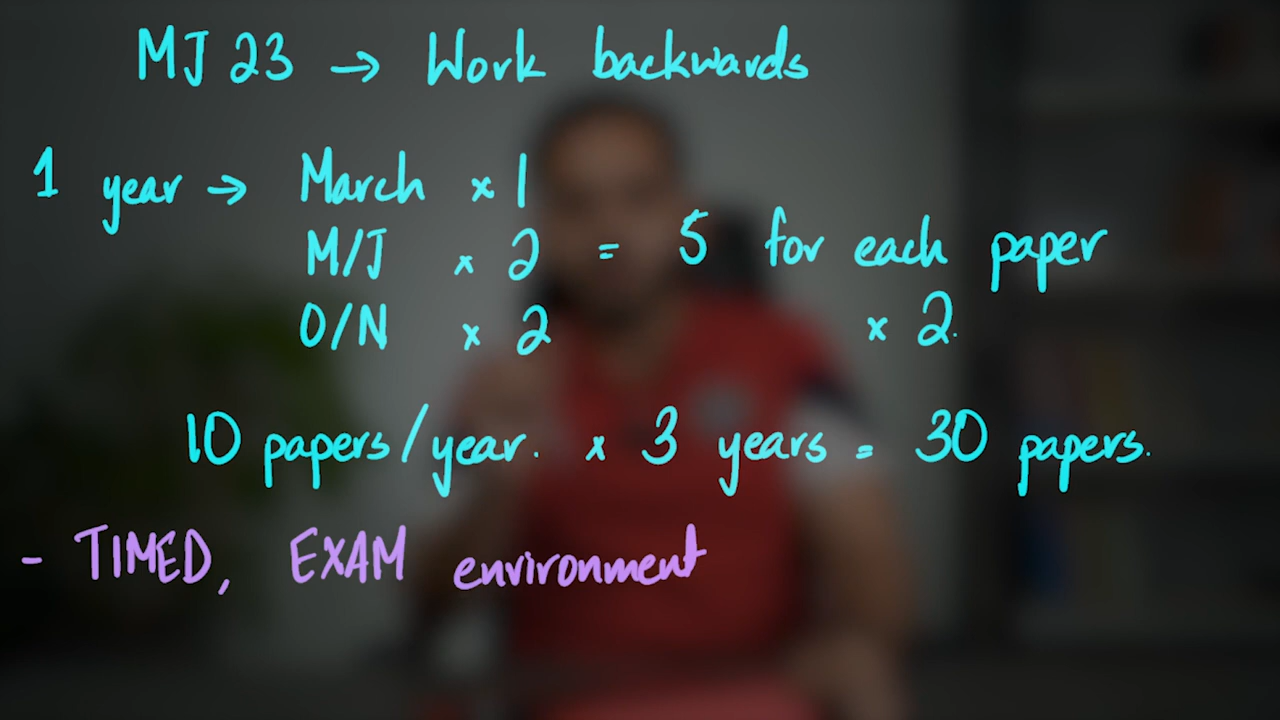 MJ 23 → Work backwards
1 year → March × 1
M/J × 2 = 5 for each paper
O/N × 2 × 2.
10 papers/year. × 3 years = 30 papers.
- TIMED, EXAM environment